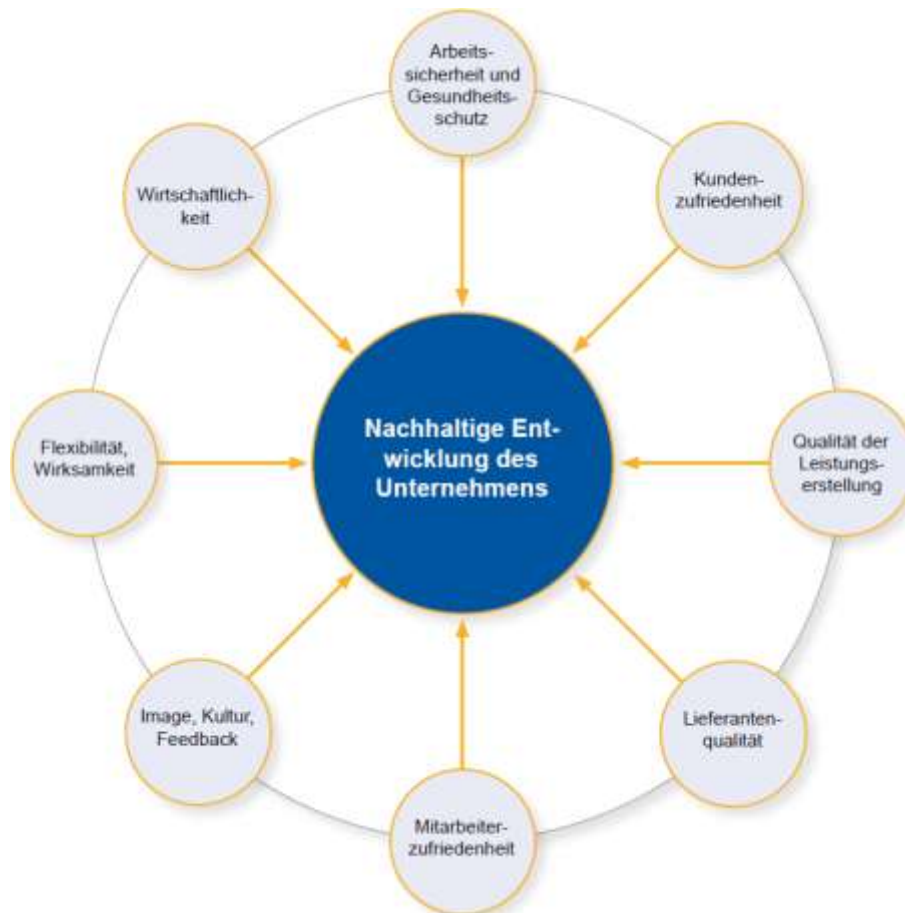 Arbeits-
sicherheit und
Gesundheits-
schutz
Kunden-
zufriedenheit
Qualität der
Leistungs-
erstellung
Lieferanten-
qualität
Mitarbeiter-
zufriedenheit
Image, Kultur,
Feedback
Flexibilität,
Wirksamkeit
Wirtschaftlich-
keit
Nachhaltige Ent-
wicklung des
Unternehmens